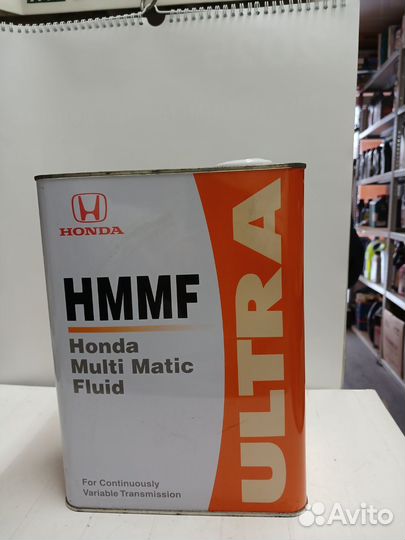 HONDA
HMMF
Honda
Multi Matic
Fluid
For Continuously
Variable Transmission
ULTRA
Avito